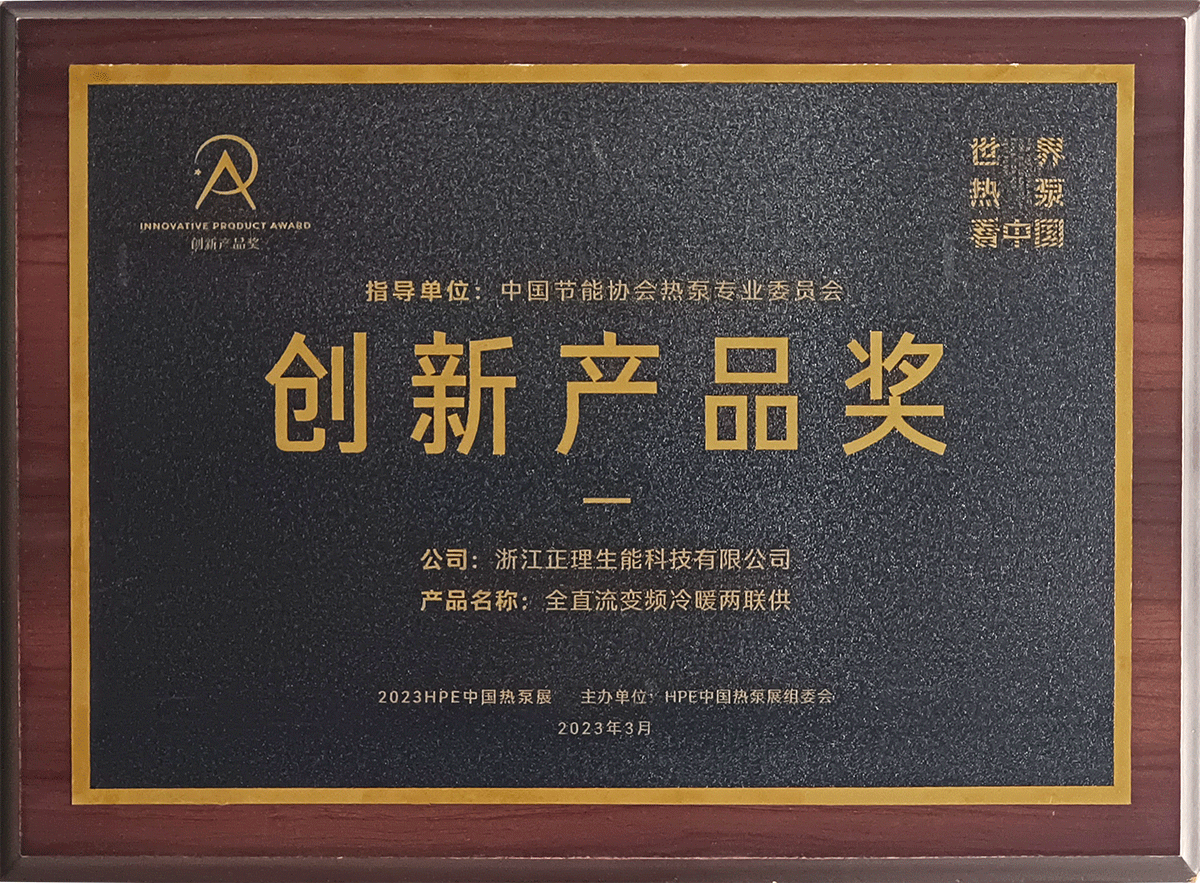 INNOVATIVE PRODUCT AWARD
创新产品奖
世界
热泵
看中国
指导单位：中国节能协会热泵专业委员会
创新产品奖
公司：浙江正理生能科技有限公司
产品名称：全直流变频冷暖两联供
2023HPE中国热泵展 主办单位：HPE中国热泵展组委会
2023年3月